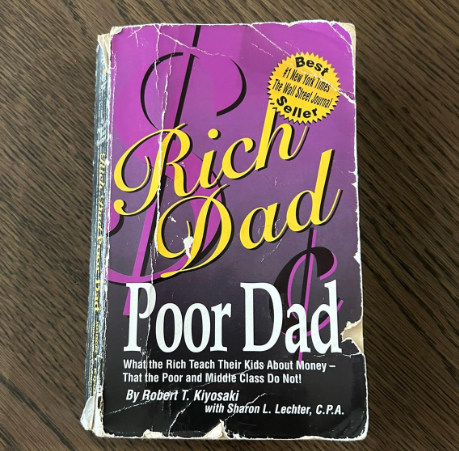 Best
#1 New York Times
The Wall Street Journal
Seller
Rich
Dad
Poor Dad
What the Rich Teach Their Kids About Money –
That the Poor and Middle Class Do Not!
By Robert T. Kiyosaki
with Sharon L. Lechter, C.P.A.